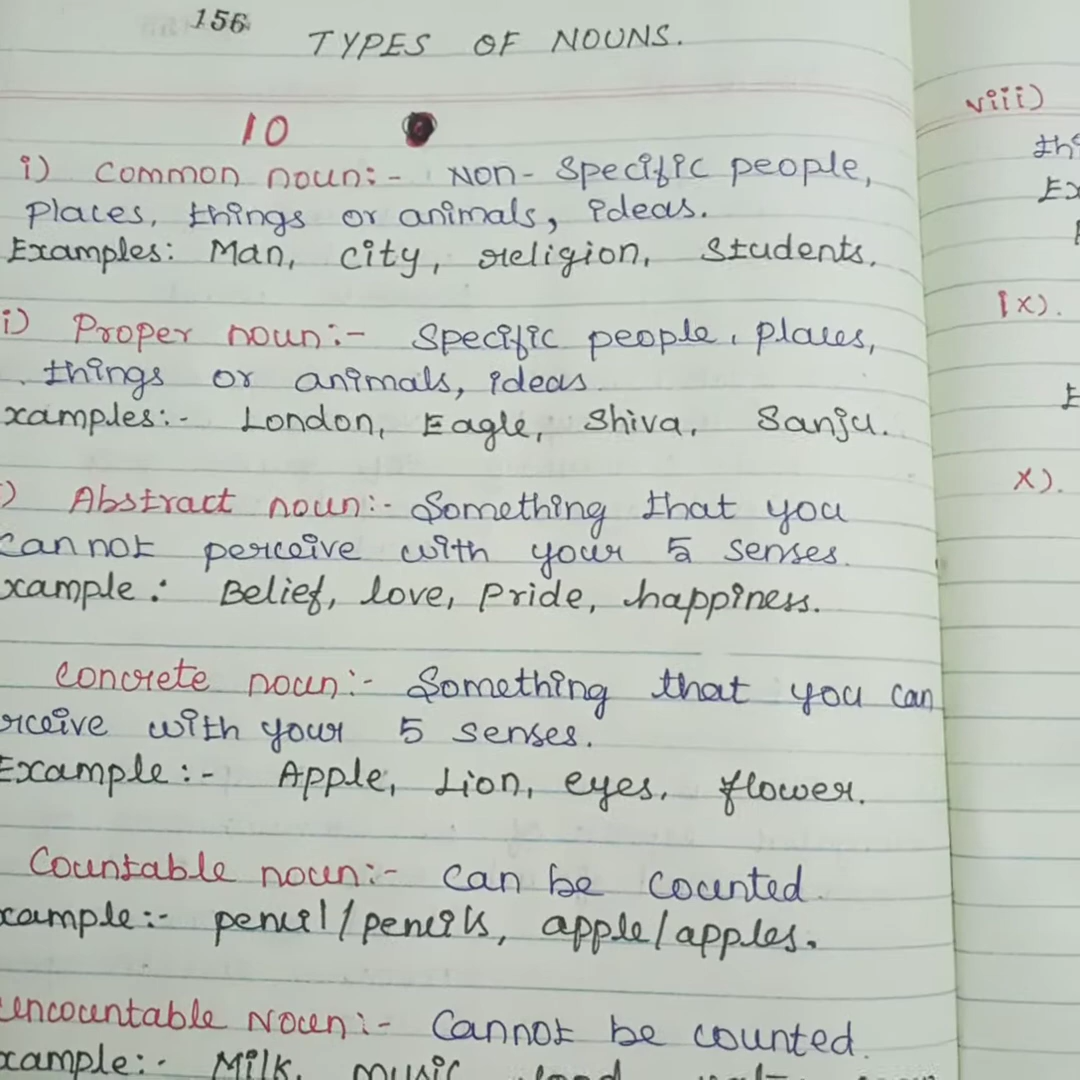 156
TYPES OF NOUNS.
10
i) Common noun:- Non-Specific people,
Places, things or animals, ideas.
Examples: Man, city, religion, Students.
i) Proper noun:- Specific people, places,
things or animals, ideas.
xamples:- London, Eagle, Shiva, Sanju.
) Abstract noun:- Something that you
cannot perceive with your 5 senses.
xample: Belief, love, Pride, happiness.
Concrete noun:- Something that you can
rceive with your 5 senses.
Example:- Apple, Lion, eyes, flower.
Countable noun:- Can be counted.
xample:- pencil/pencils, apple/apples.
uncountable Noun:- Cannot be counted.
xample:- Milk, music
viii)
Ex
ix).
x).